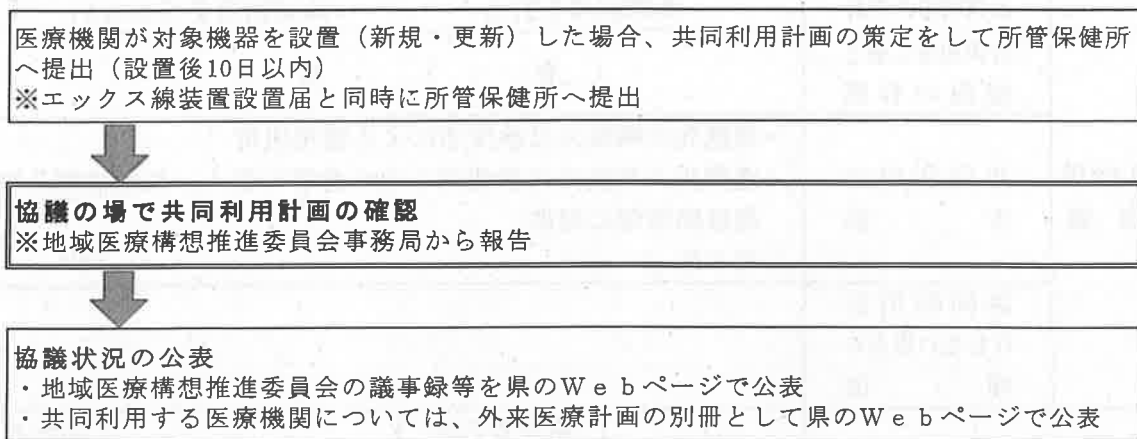 医療機関が対象機器を設置（新規・更新）した場合、共同利用計画の策定をして所管保健所
へ提出（設置後10日以内）
※エックス線装置設置届と同時に所管保健所へ提出
協議の場で共同利用計画の確認
※地域医療構想推進委員会事務局から報告
協議状況の公表
・地域医療構想推進委員会の議事録等を県のＷｅｂページで公表
・共同利用する医療機関については、外来医療計画の別冊として県のＷｅｂページで公表